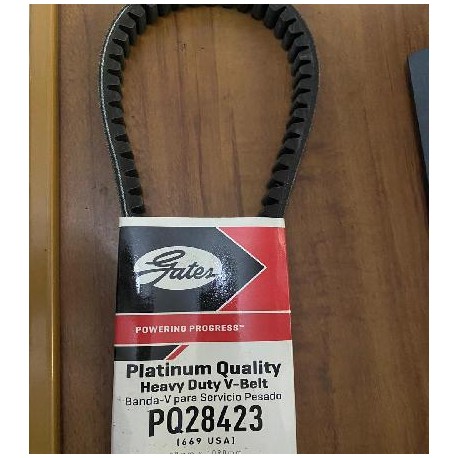 Gates
POWERING PROGRESS™
Platinum Quality
Heavy Duty V-Belt
Banda-V para Servicio Pesado
PQ28423
(669 USA)